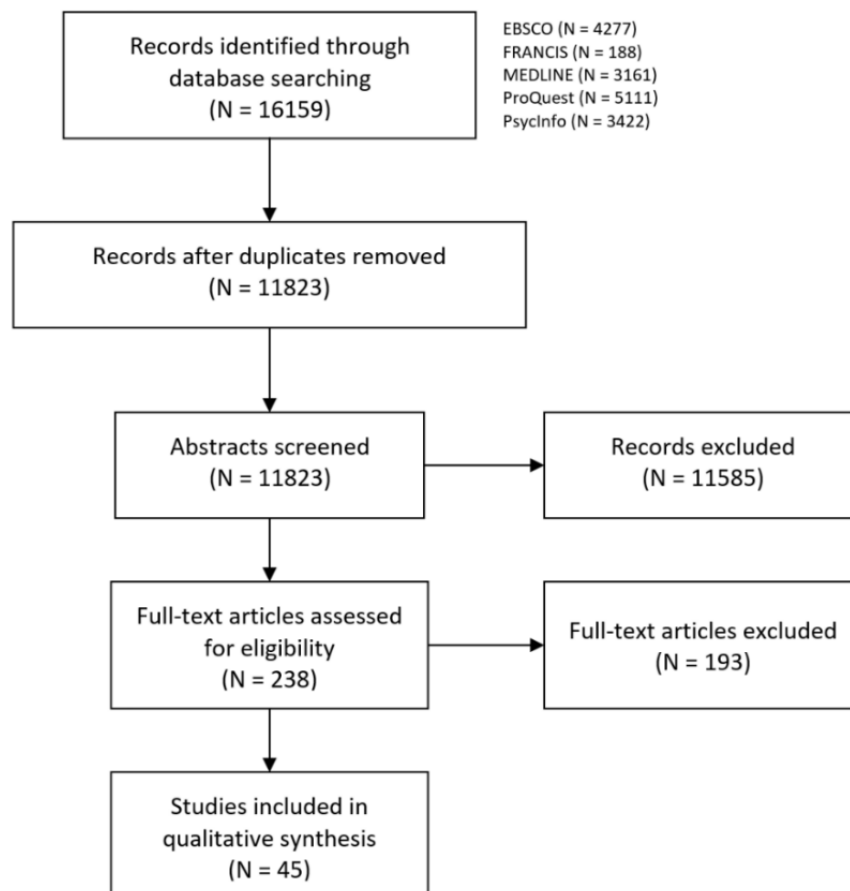 Records identified through
database searching
(N = 16159)
EBSCO (N = 4277)
FRANCIS (N = 188)
MEDLINE (N = 3161)
ProQuest (N = 5111)
PsycInfo (N = 3422)
Records after duplicates removed
(N = 11823)
Abstracts screened
(N = 11823)
Records excluded
(N = 11585)
Full-text articles assessed
for eligibility
(N = 238)
Full-text articles excluded
(N = 193)
Studies included in
qualitative synthesis
(N = 45)